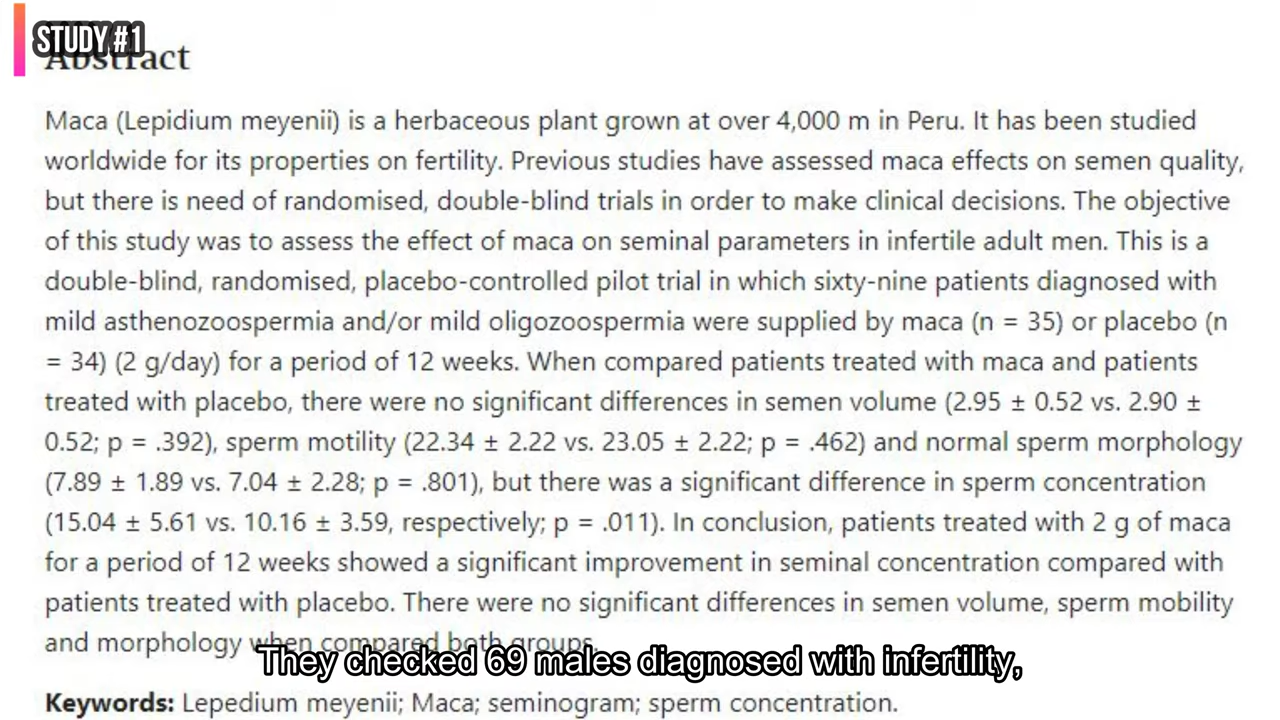 STUDY #1
Abstract
Maca (Lepidium meyenii) is a herbaceous plant grown at over 4,000 m in Peru. It has been studied
worldwide for its properties on fertility. Previous studies have assessed maca effects on semen quality,
but there is need of randomised, double-blind trials in order to make clinical decisions. The objective
of this study was to assess the effect of maca on seminal parameters in infertile adult men. This is a
double-blind, randomised, placebo-controlled pilot trial in which sixty-nine patients diagnosed with
mild asthenozoospermia and/or mild oligozoospermia were supplied by maca (n = 35) or placebo (n
= 34) (2 g/day) for a period of 12 weeks. When compared patients treated with maca and patients
treated with placebo, there were no significant differences in semen volume (2.95 ± 0.52 vs. 2.90 ±
0.52; p = .392), sperm motility (22.34 ± 2.22 vs. 23.05 ± 2.22; p = .462) and normal sperm morphology
(7.89 ± 1.89 vs. 7.04 ± 2.28; p = .801), but there was a significant difference in sperm concentration
(15.04 ± 5.61 vs. 10.16 ± 3.59, respectively; p = .011). In conclusion, patients treated with 2 g of maca
for a period of 12 weeks showed a significant improvement in seminal concentration compared with
patients treated with placebo. There were no significant differences in semen volume, sperm mobility
and morphology when compared both groups.
They checked 69 males diagnosed with infertility,
Keywords: Lepedium meyenii; Maca; seminogram; sperm concentration.